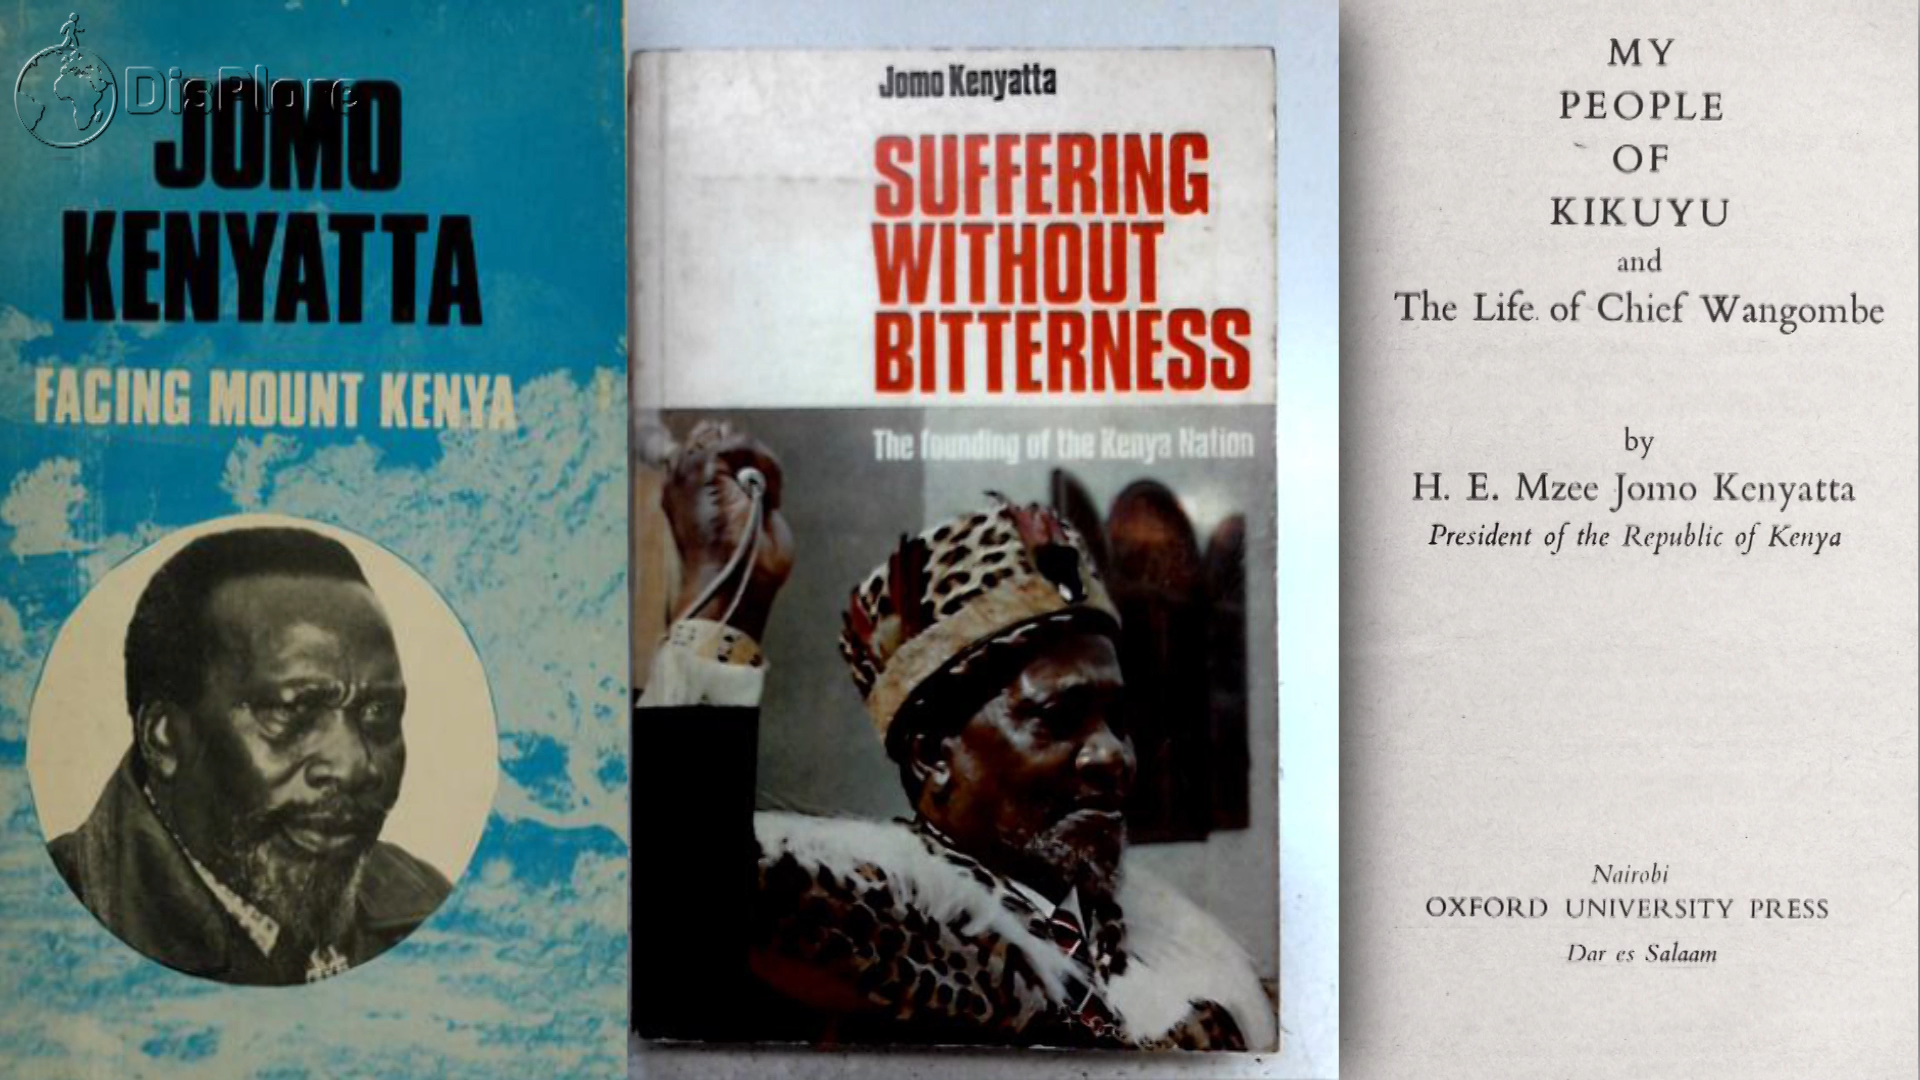 DisPlore
JOMO
KENYATTA
FACING MOUNT KENYA
Jomo Kenyatta
SUFFERING
WITHOUT
BITTERNESS
The founding of the Kenya Nation
MY
PEOPLE
OF
KIKUYU
and
The Life of Chief Wangombe
by
H. E. Mzee Jomo Kenyatta
President of the Republic of Kenya
Nairobi
OXFORD UNIVERSITY PRESS
Dar es Salaam